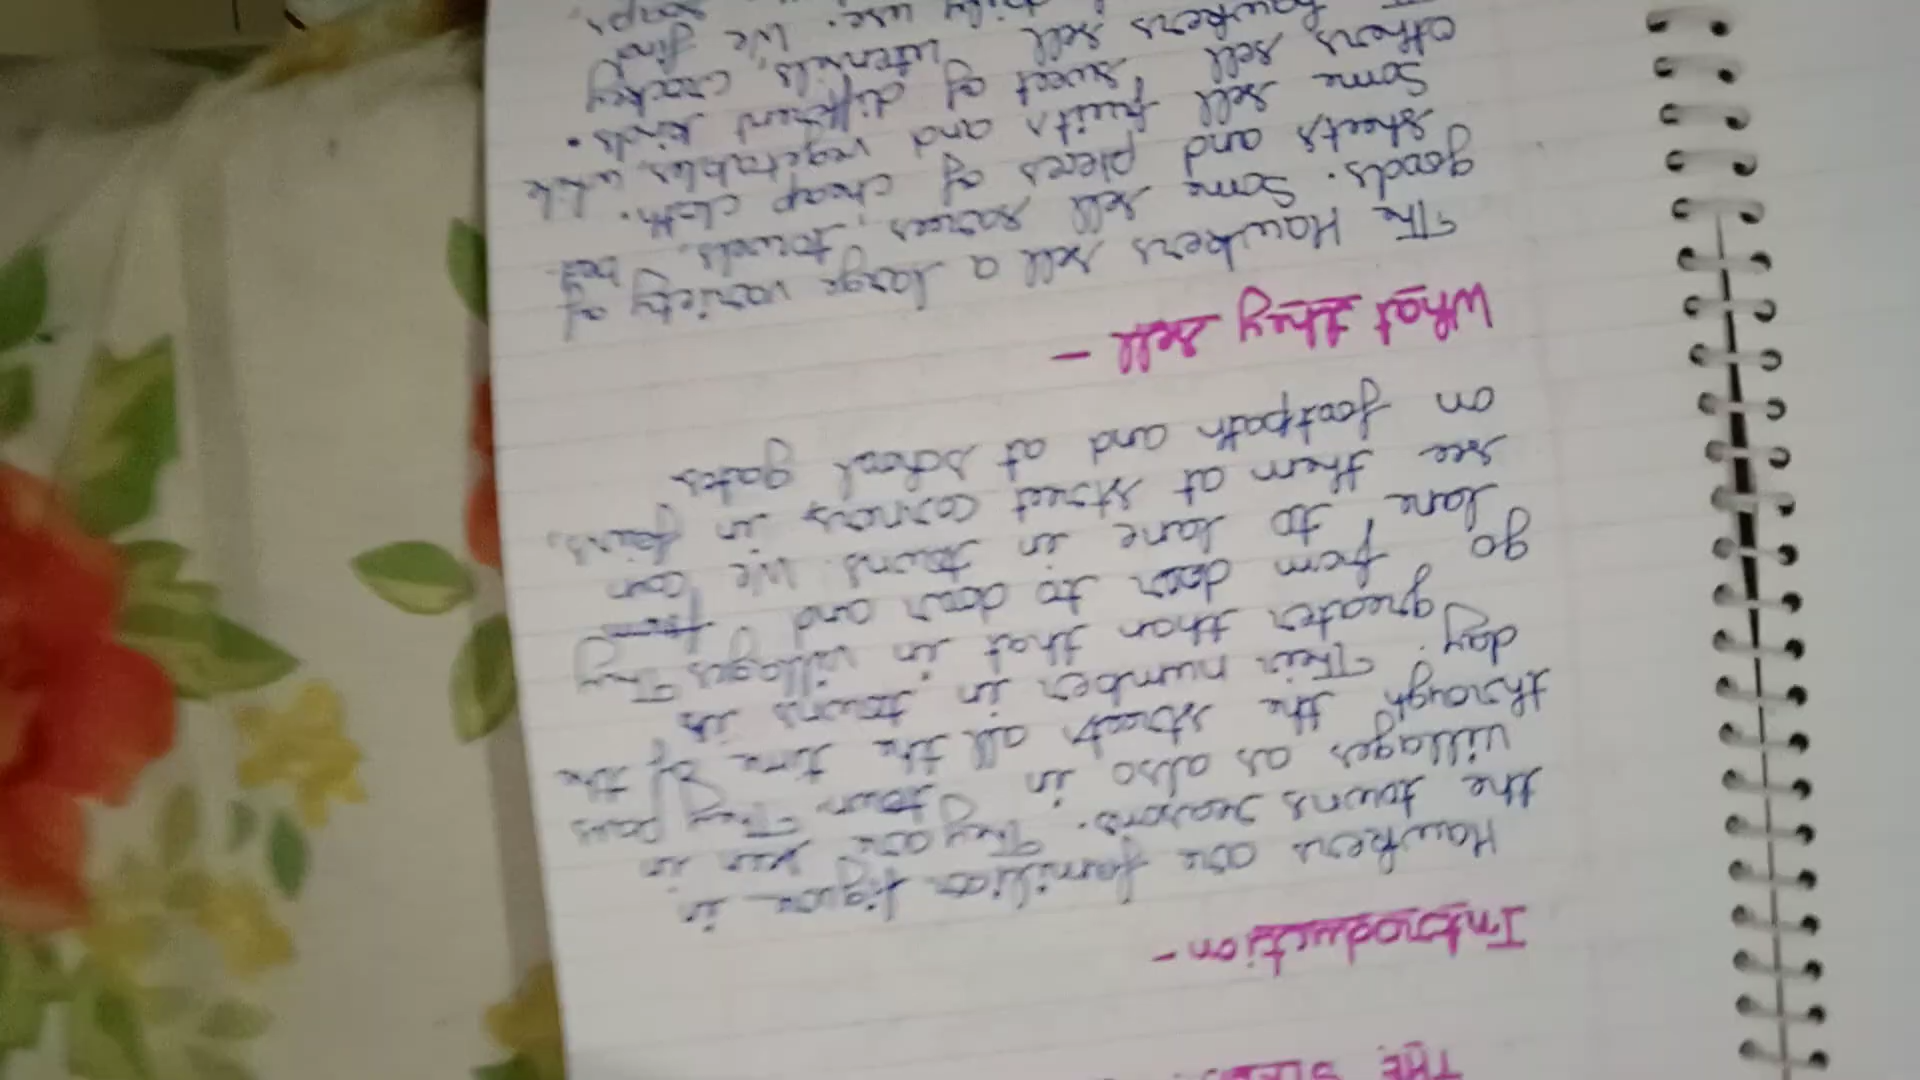 THE
Introduction -
Hawkers are familiar figure in
the towns seasons. They are seen in
villages as also in town They pass
through the streets all the time of the
day. Their number in towns is
greater than that in villages They
go from door to door and from
lane to lane in towns. We can
see them at street corners in fairs,
on footpath and at school gates
What they sell -
The Hawkers sell a large variety of
goods. Some sell sarees, towels, bed
sheets and pieces of cheap cloth.
Some sell fruits and vegetables while
others sell sweet of different kinds.
Hawkers sell utensils, crockey
daily use. We find
soaps,